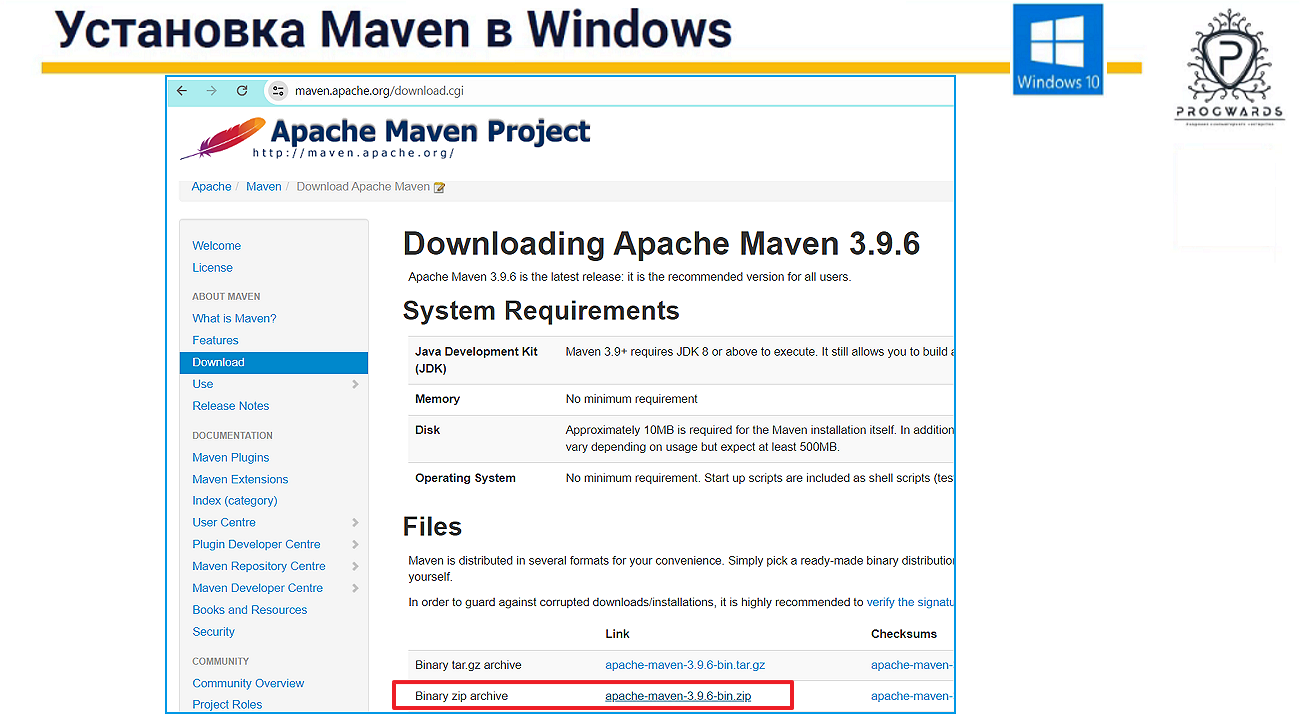 Установка Maven в Windows
Windows 10
PROGWARDS
maven.apache.org/download.cgi
Apache Maven Project
http://maven.apache.org/
Apache / Maven / Download Apache Maven
Welcome
License
ABOUT MAVEN
What is Maven?
Features
Download
Use
Release Notes
DOCUMENTATION
Maven Plugins
Maven Extensions
Index (category)
User Centre
Plugin Developer Centre
Maven Repository Centre
Maven Developer Centre
Books and Resources
Security
COMMUNITY
Community Overview
Project Roles
Downloading Apache Maven 3.9.6
Apache Maven 3.9.6 is the latest release: it is the recommended version for all users.
System Requirements
Java Development Kit (JDK)
Maven 3.9+ requires JDK 8 or above to execute. It still allows you to build a
Memory
No minimum requirement
Disk
Approximately 10MB is required for the Maven installation itself. In addition
vary depending on usage but expect at least 500MB.
Operating System
No minimum requirement. Start up scripts are included as shell scripts (tes
Files
Maven is distributed in several formats for your convenience. Simply pick a ready-made binary distributio
yourself.
In order to guard against corrupted downloads/installations, it is highly recommended to verify the signatu
Link Checksums
Binary tar.gz archive apache-maven-3.9.6-bin.tar.gz apache-maven-
Binary zip archive apache-maven-3.9.6-bin.zip apache-maven-